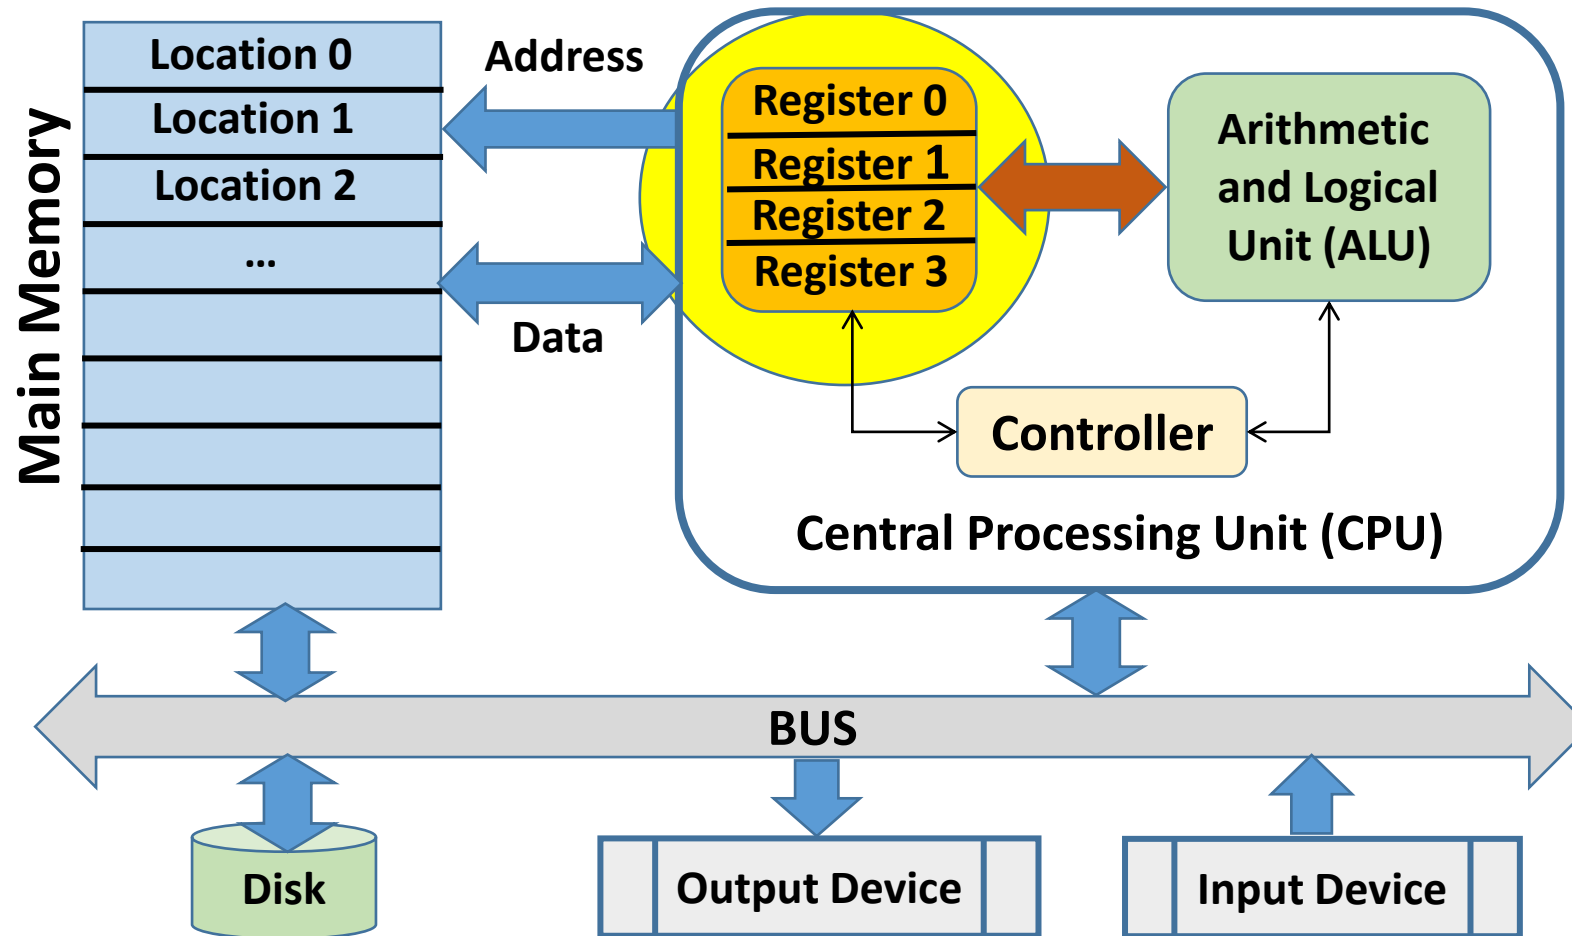 Main Memory
Location 0
Location 1
Location 2
...
Address
Data
Register 0
Register 1
Register 2
Register 3
Arithmetic
and Logical
Unit (ALU)
Controller
Central Processing Unit (CPU)
BUS
Disk
Output Device
Input Device